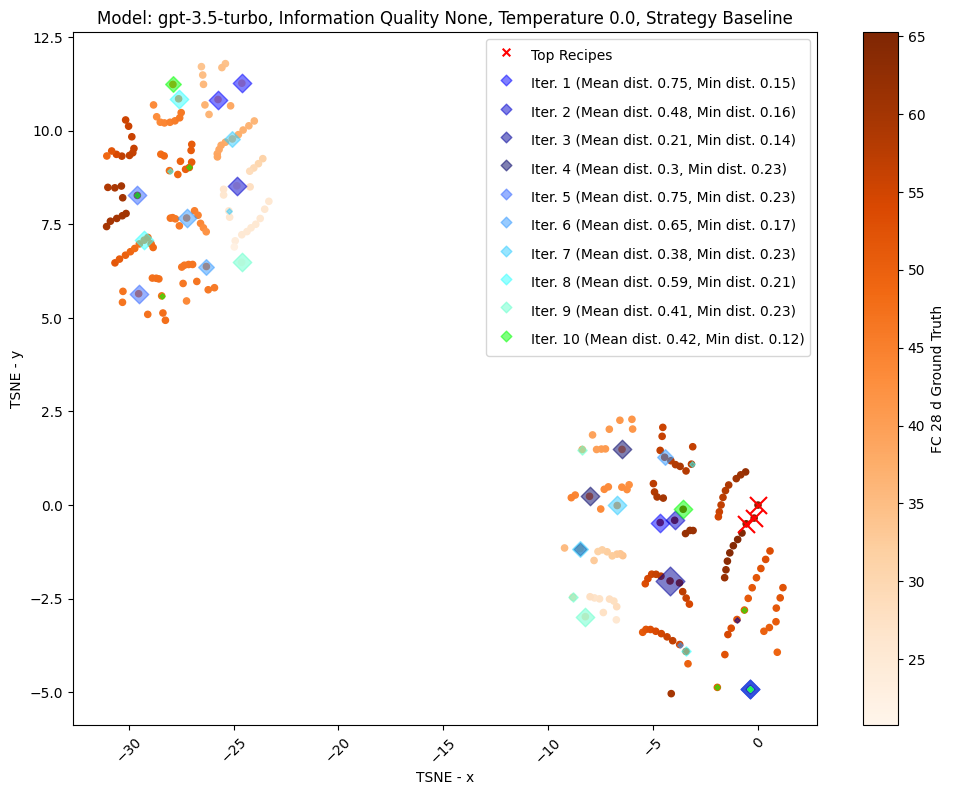 Model: gpt-3.5-turbo, Information Quality None, Temperature 0.0, Strategy Baseline
Top Recipes
Iter. 1 (Mean dist. 0.75, Min dist. 0.15)
Iter. 2 (Mean dist. 0.48, Min dist. 0.16)
Iter. 3 (Mean dist. 0.21, Min dist. 0.14)
Iter. 4 (Mean dist. 0.3, Min dist. 0.23)
Iter. 5 (Mean dist. 0.75, Min dist. 0.23)
Iter. 6 (Mean dist. 0.65, Min dist. 0.17)
Iter. 7 (Mean dist. 0.38, Min dist. 0.23)
Iter. 8 (Mean dist. 0.59, Min dist. 0.21)
Iter. 9 (Mean dist. 0.41, Min dist. 0.23)
Iter. 10 (Mean dist. 0.42, Min dist. 0.12)
12.5
10.0
7.5
5.0
2.5
0.0
−2.5
−5.0
TSNE - y
−30
−25
−20
−15
−10
−5
0
TSNE - x
65
60
55
50
45
40
35
30
25
FC 28 d Ground Truth